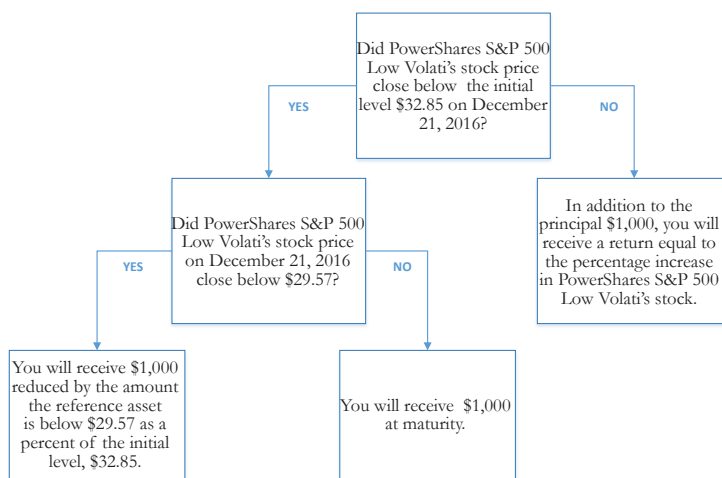 Did PowerShares S&P 500
Low Volati's stock price
close below the initial
level $32.85 on December
21, 2016?
YES
NO
Did PowerShares S&P 500
Low Volati's stock price
on December 21, 2016
close below $29.57?
In addition to the
principal $1,000, you will
receive a return equal to
the percentage increase
in PowerShares S&P 500
Low Volati's stock.
YES
NO
You will receive $1,000
reduced by the amount
the reference asset
is below $29.57 as a
percent of the initial
level, $32.85.
You will receive $1,000
at maturity.